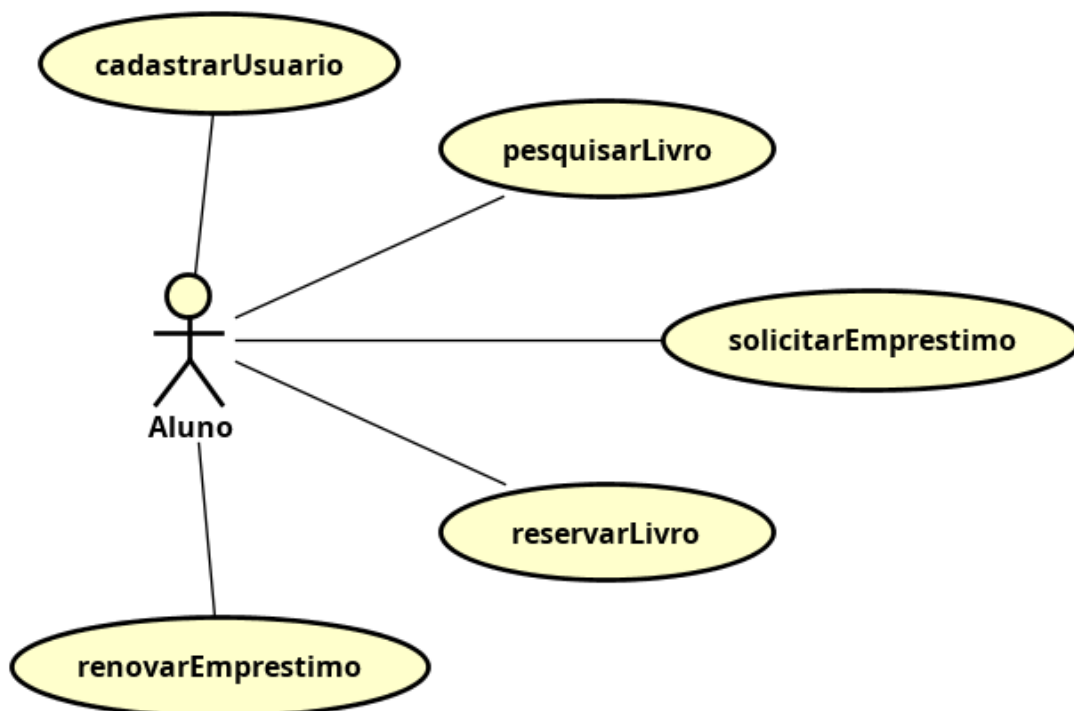 cadastrarUsuario
pesquisarLivro
solicitarEmprestimo
Aluno
reservarLivro
renovarEmprestimo